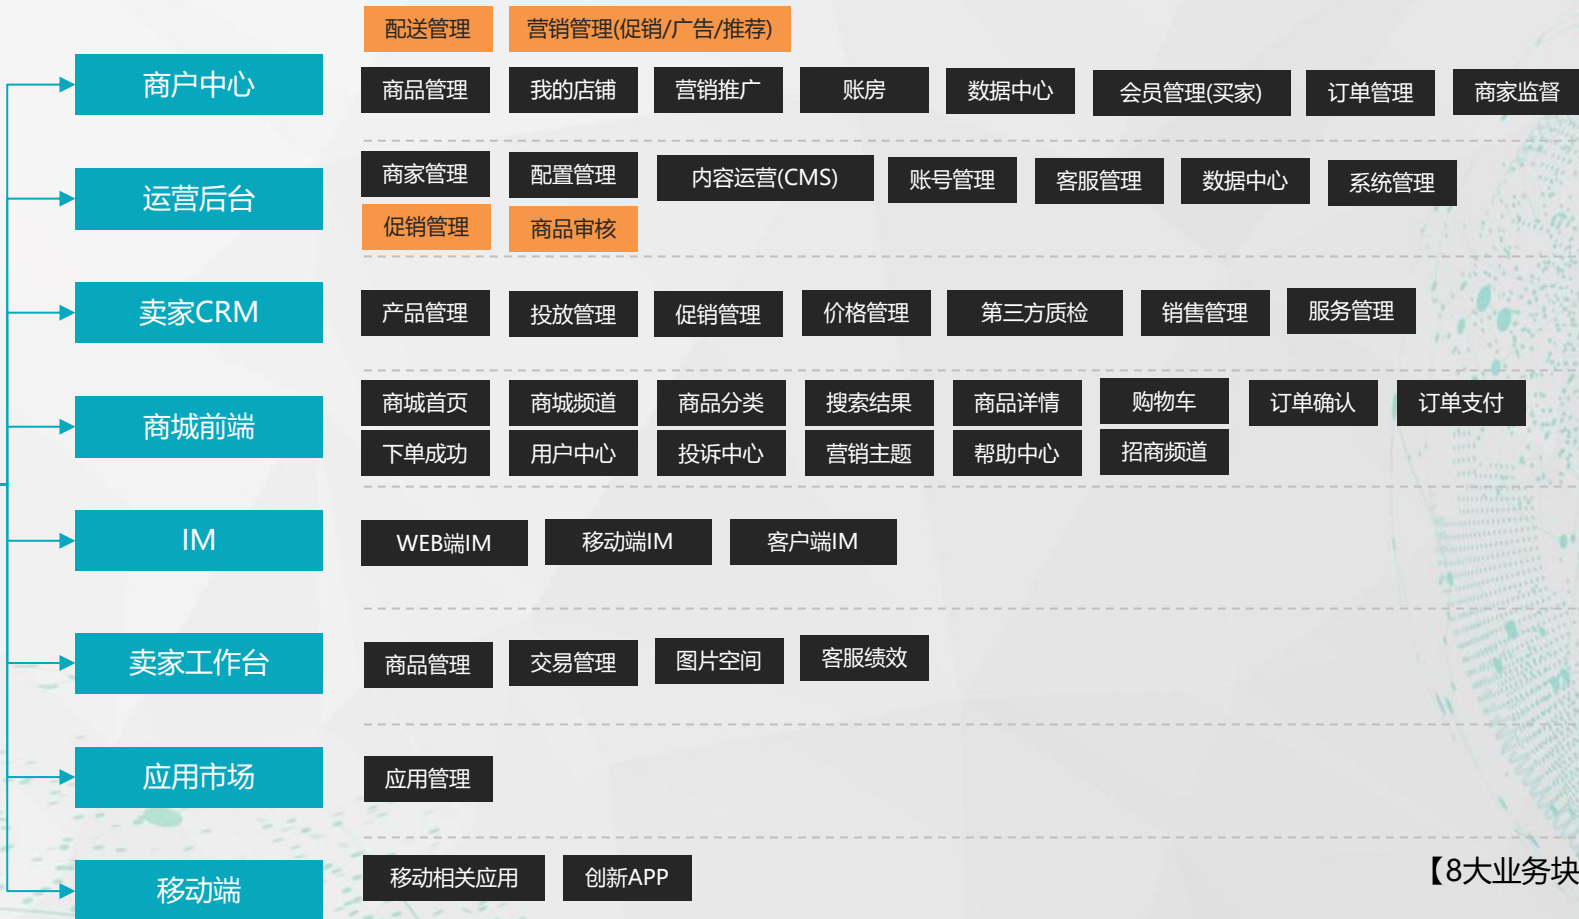 配送管理 营销管理(促销/广告/推荐)
商户中心 商品管理 我的店铺 营销推广 账房 数据中心 会员管理(买家) 订单管理 商家监督
运营后台 商家管理 配置管理 内容运营(CMS) 账号管理 客服管理 数据中心 系统管理
促销管理 商品审核
卖家CRM 产品管理 投放管理 促销管理 价格管理 第三方质检 销售管理 服务管理
商城前端 商城首页 商城频道 商品分类 搜索结果 商品详情 购物车 订单确认 订单支付
下单成功 用户中心 投诉中心 营销主题 帮助中心 招商频道
IM WEB端IM 移动端IM 客户端IM
卖家工作台 商品管理 交易管理 图片空间 客服绩效
应用市场 应用管理
移动端 移动相关应用 创新APP
【8大业务块